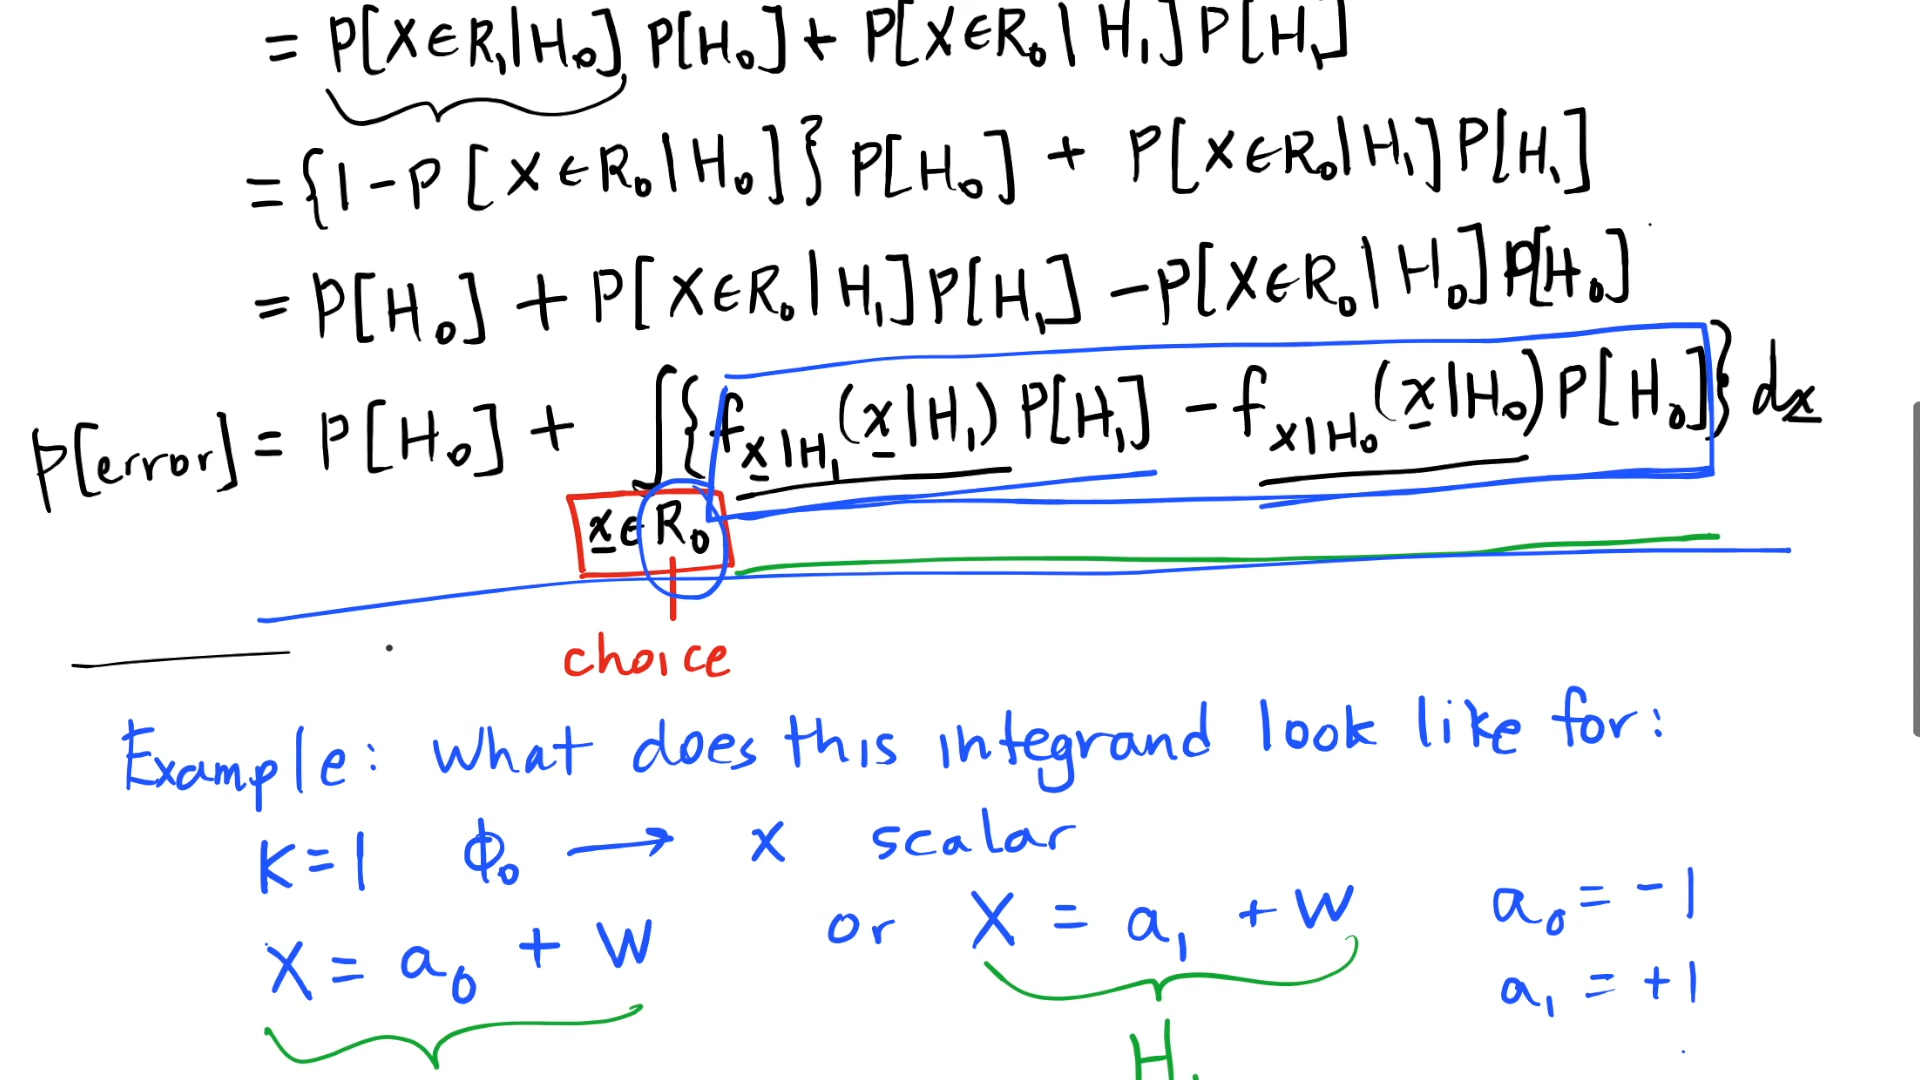 = P[X∈R₁|H₀] P[H₀] + P[X∈R₀|H₁] P[H₁]
= {1-P[X∈R₀|H₀]} P[H₀] + P[X∈R₀|H₁] P[H₁]
= P[H₀] + P[X∈R₀|H₁] P[H₁] - P[X∈R₀|H₀] P[H₀]
P[error] = P[H₀] + ∫{f_x̲|H₁(x̲|H₁) P[H₁] - f_x|H₀(x̲|H₀) P[H₀]} dx̲
x̲∈R₀
choice
Example: what does this integrand look like for:
K=1 φ₀ → x scalar
X = a₀ + W or X = a₁ + W a₀ = -1
a₁ = +1
H₁